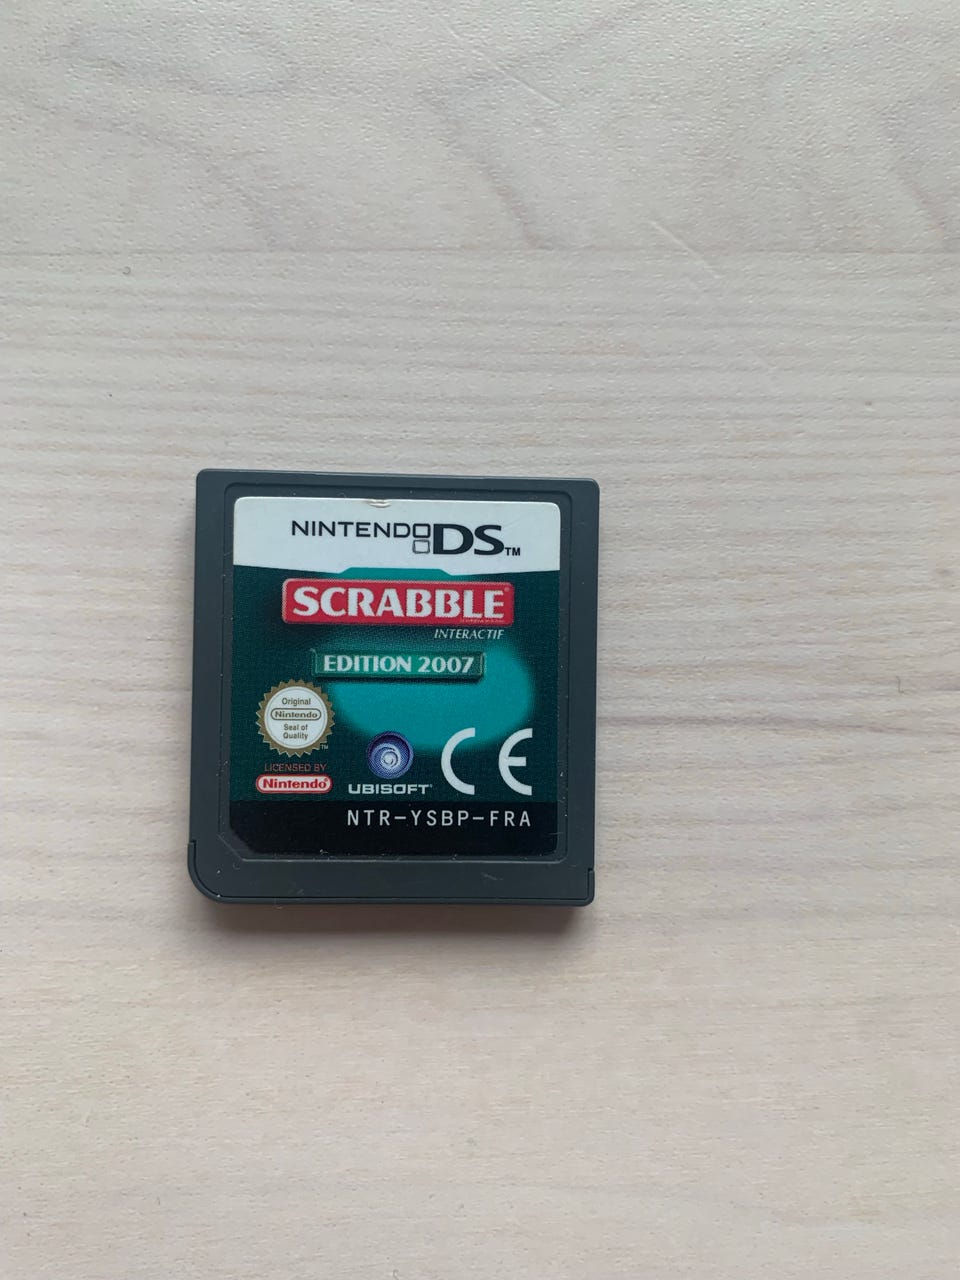 NINTENDO DS™
SCRABBLE®
INTERACTIF
EDITION 2007
Original
Nintendo
Seal of
Quality
TM
LICENSED BY
Nintendo®
UBISOFT®
CE
NTR-YSBP-FRA